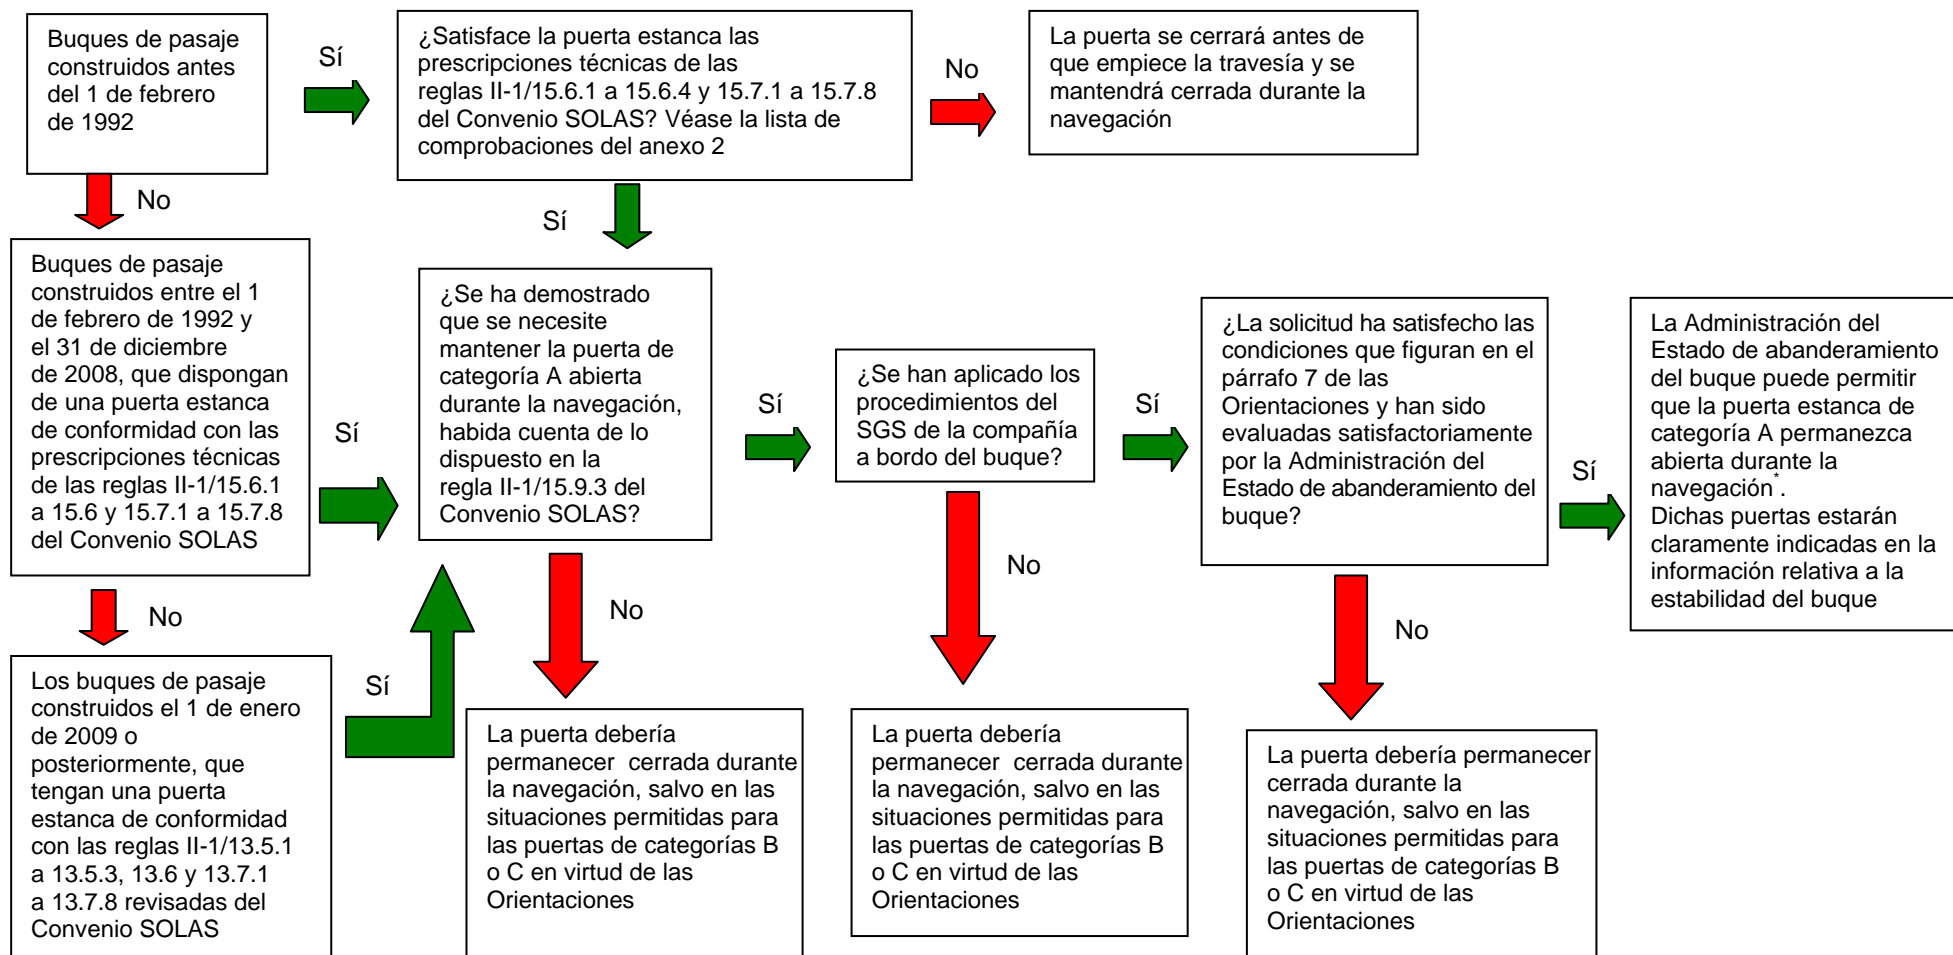 Buques de pasaje
construidos antes
del 1 de febrero
de 1992
Sí
¿Satisface la puerta estanca las
prescripciones técnicas de las
reglas II-1/15.6.1 a 15.6.4 y 15.7.1 a 15.7.8
del Convenio SOLAS? Véase la lista de
comprobaciones del anexo 2
No
La puerta se cerrará antes de
que empiece la travesía y se
mantendrá cerrada durante la
navegación
No
Sí
Buques de pasaje
construidos entre el 1
de febrero de 1992 y
el 31 de diciembre
de 2008, que dispongan
de una puerta estanca
de conformidad con las
prescripciones técnicas
de las reglas II-1/15.6.1
a 15.6 y 15.7.1 a 15.7.8
del Convenio SOLAS
Sí
¿Se ha demostrado
que se necesite
mantener la puerta de
categoría A abierta
durante la navegación,
habida cuenta de lo
dispuesto en la
regla II-1/15.9.3 del
Convenio SOLAS?
Sí
¿Se han aplicado los
procedimientos del
SGS de la compañía
a bordo del buque?
Sí
¿La solicitud ha satisfecho las
condiciones que figuran en el
párrafo 7 de las
Orientaciones y han sido
evaluadas satisfactoriamente
por la Administración del
Estado de abanderamiento del
buque?
Sí
La Administración del
Estado de abanderamiento
del buque puede permitir
que la puerta estanca de
categoría A permanezca
abierta durante la
navegación*.
Dichas puertas estarán
claramente indicadas en la
información relativa a la
estabilidad del buque
No
No
No
No
Los buques de pasaje
construidos el 1 de enero
de 2009 o
posteriormente, que
tengan una puerta
estanca de conformidad
con las reglas II-1/13.5.1
a 13.5.3, 13.6 y 13.7.1
a 13.7.8 revisadas del
Convenio SOLAS
Sí
La puerta debería
permanecer cerrada durante
la navegación, salvo en las
situaciones permitidas para
las puertas de categorías B
o C en virtud de las
Orientaciones
La puerta debería
permanecer cerrada durante
la navegación, salvo en las
situaciones permitidas para
las puertas de categorías B
o C en virtud de las
Orientaciones
La puerta debería permanecer
cerrada durante la
navegación, salvo en las
situaciones permitidas para
las puertas de categorías B
o C en virtud de las
Orientaciones